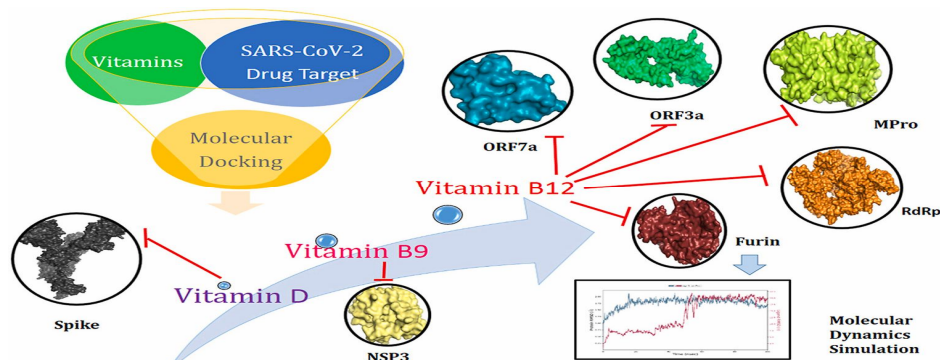 Vitamins
SARS-CoV-2
Drug Target
Molecular
Docking
ORF7a
ORF3a
MPro
Vitamin B12
RdRp
Furin
Vitamin B9
Vitamin D
Spike
NSP3
Molecular
Dynamics
Simulation